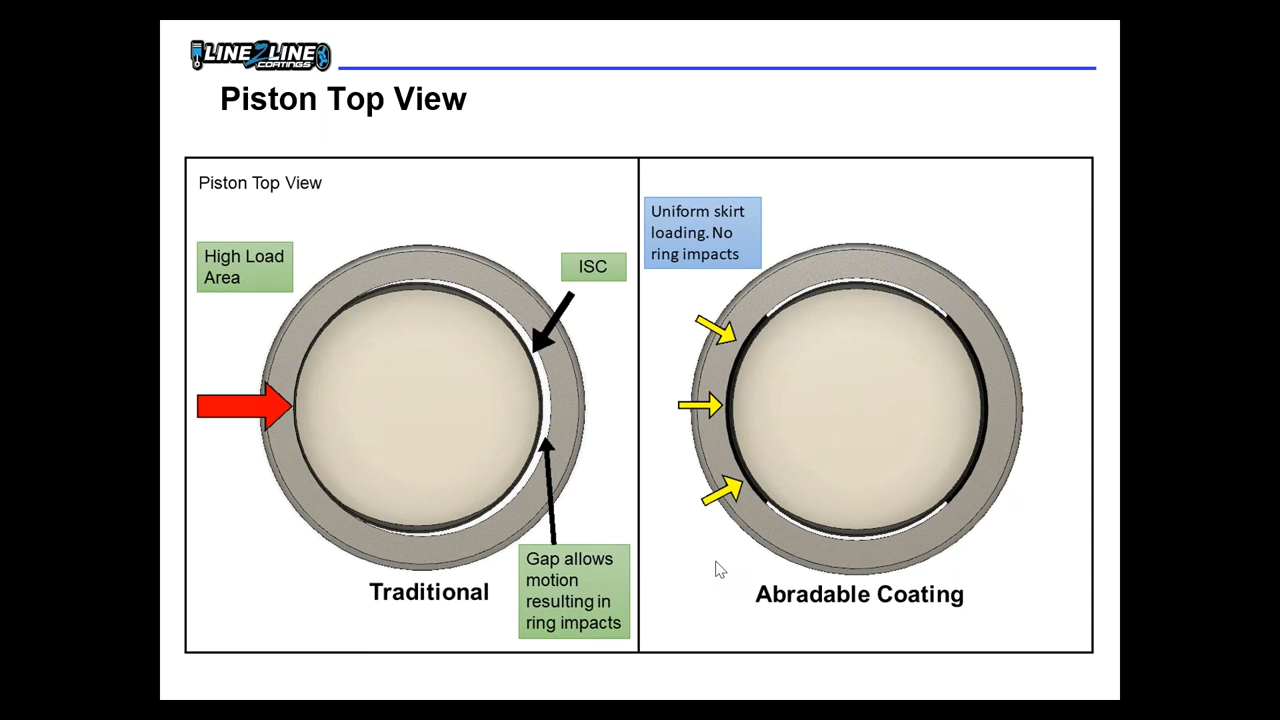 LINE2LINE
COATINGS
Piston Top View
Piston Top View
High Load
Area
ISC
Gap allows
motion
resulting in
ring impacts
Traditional
Uniform skirt
loading. No
ring impacts
Abradable Coating